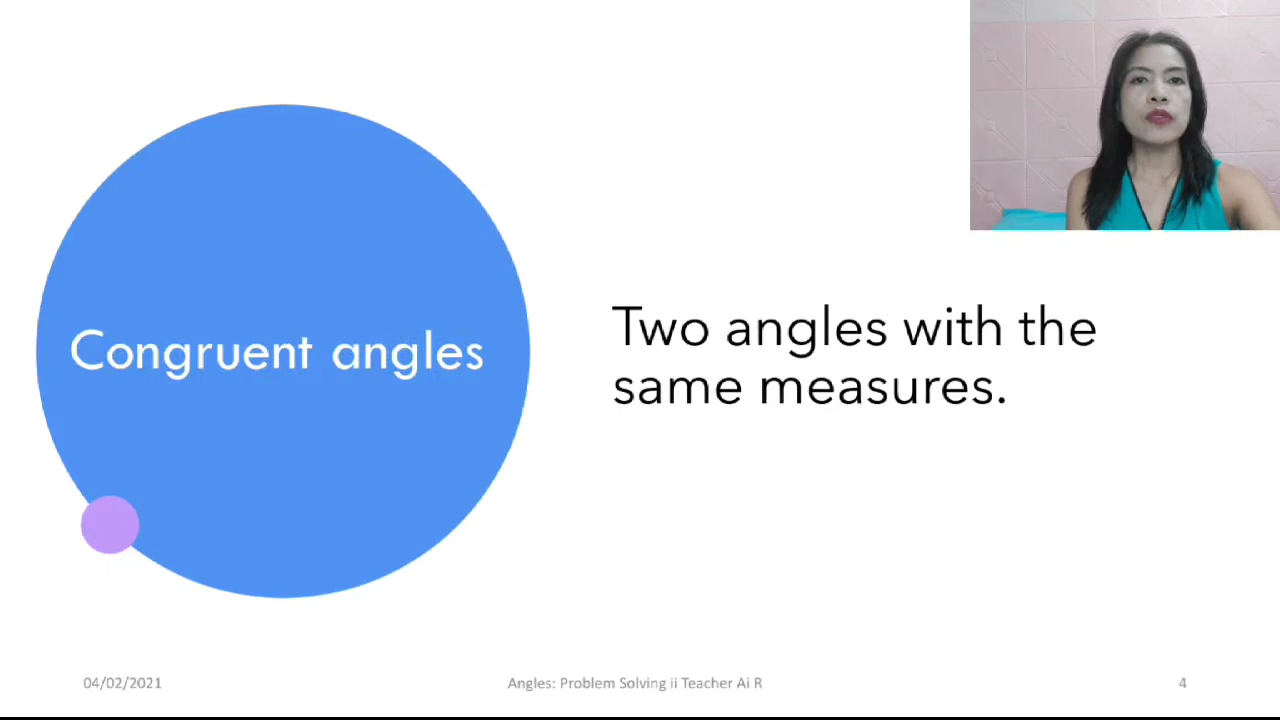 Congruent angles
Two angles with the
same measures.
04/02/2021
Angles: Problem Solving ii Teacher Ai R
4